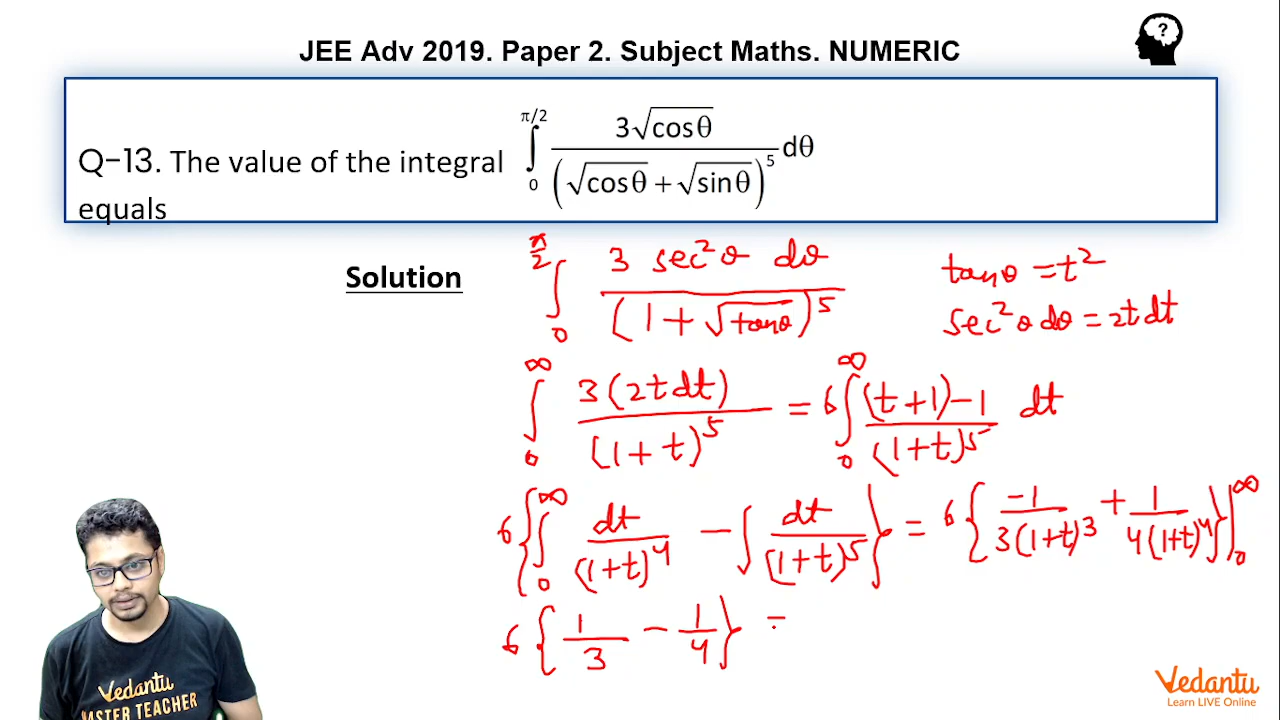 JEE Adv 2019. Paper 2. Subject Maths. NUMERIC
?
Q-13. The value of the integral ∫₀^{π/2} 3√cosθ / (√cosθ + √sinθ)⁵ dθ
equals
Solution
∫₀^{π/2} 3 sec²θ dθ / (1 + √tanθ)⁵
tanθ = t²
sec²θ dθ = 2t dt
∫₀^∞ 3(2t dt) / (1 + t)⁵ = 6 ∫₀^∞ (t + 1) − 1 / (1 + t)⁵ dt
6 { ∫₀^∞ dt / (1 + t)⁴ − ∫ dt / (1 + t)⁵ } = 6 { −1 / 3(1 + t)³ + 1 / 4(1 + t)⁴ } |₀^∞
6 { 1/3 − 1/4 } =
Vedantu
MASTER TEACHER
Vedantu
Learn LIVE Online